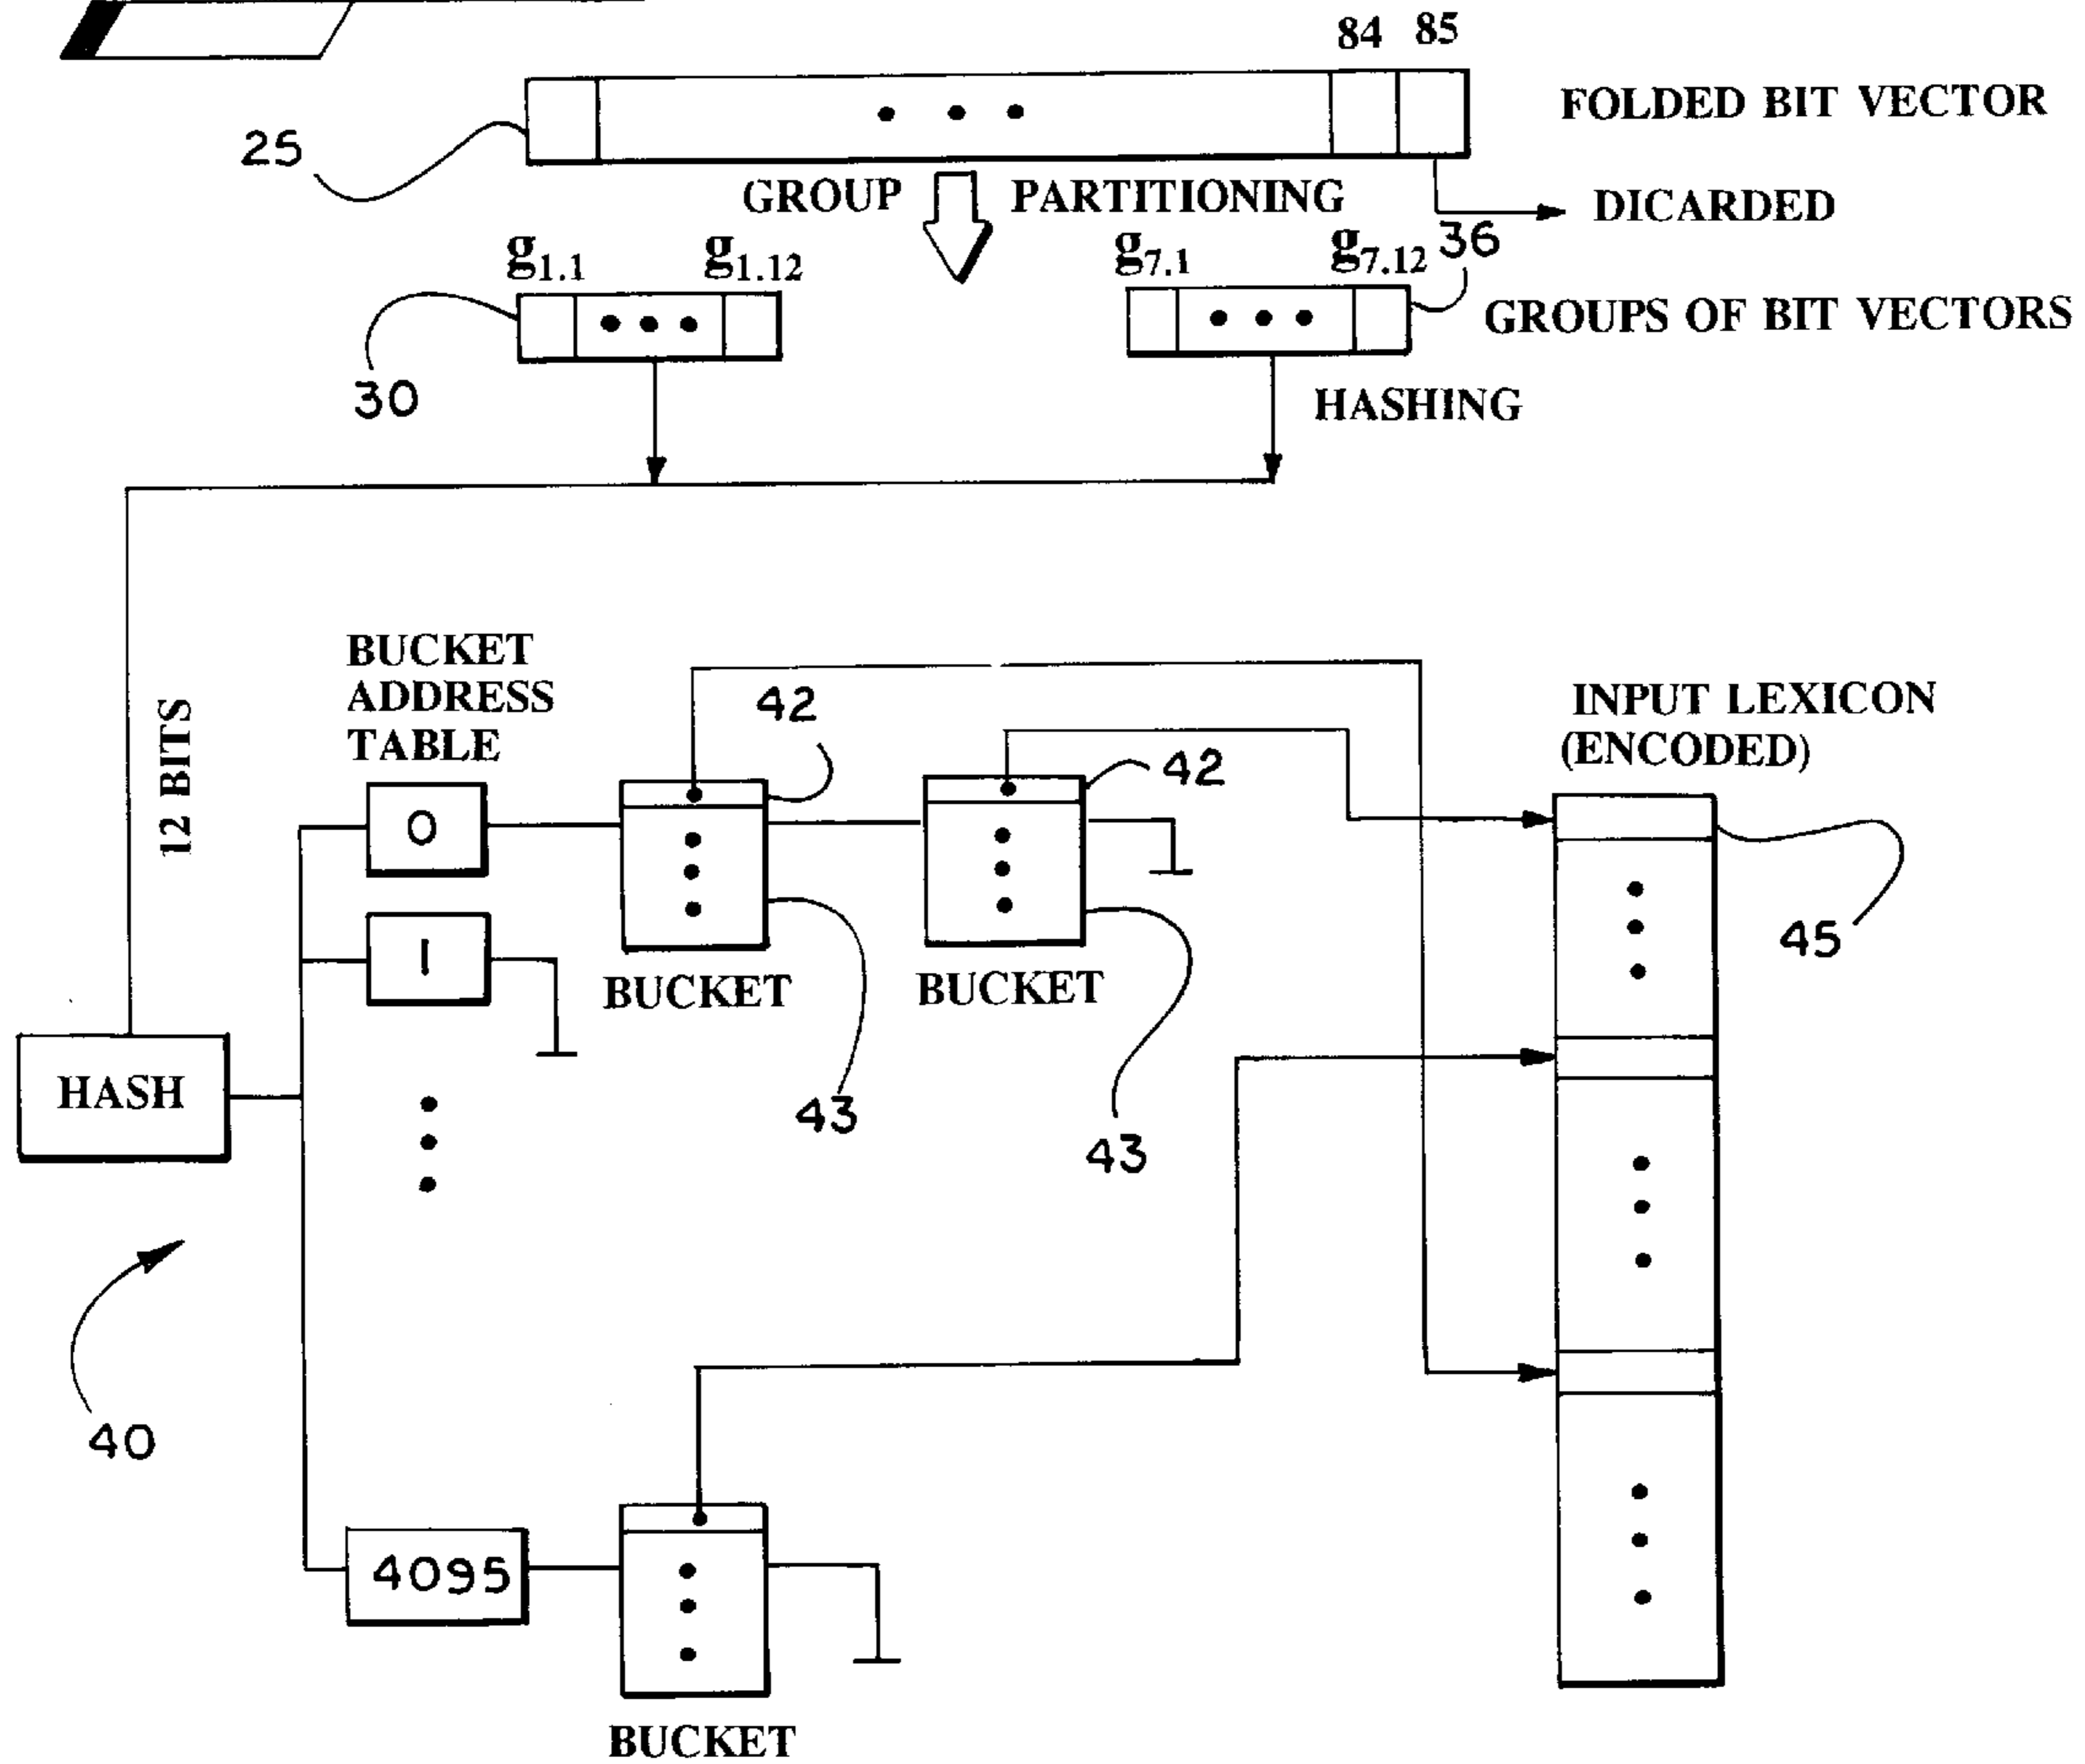 84 85
FOLDED BIT VECTOR
25
GROUP PARTITIONING
DICARDED
g1.1 g1.12 g7.1 g7.12 36
GROUPS OF BIT VECTORS
30
HASHING
12 BITS
BUCKET
ADDRESS
TABLE
42
42
INPUT LEXICON
(ENCODED)
0
1
45
BUCKET
BUCKET
HASH
43
43
40
4095
BUCKET